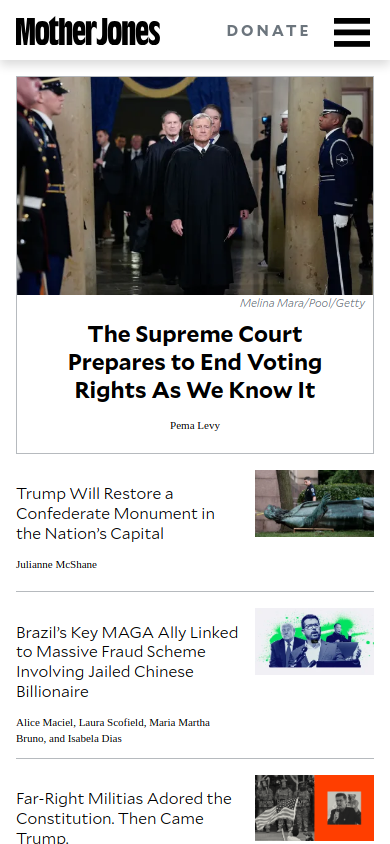 Mother Jones
DONATE
Melina Mara/Pool/Getty
The Supreme Court
Prepares to End Voting
Rights As We Know It
Pema Levy
Trump Will Restore a
Confederate Monument in
the Nation’s Capital
Julianne McShane
Brazil’s Key MAGA Ally Linked
to Massive Fraud Scheme
Involving Jailed Chinese
Billionaire
Alice Maciel, Laura Scofield, Maria Martha
Bruno, and Isabela Dias
Far-Right Militias Adored the
Constitution. Then Came
Trump.